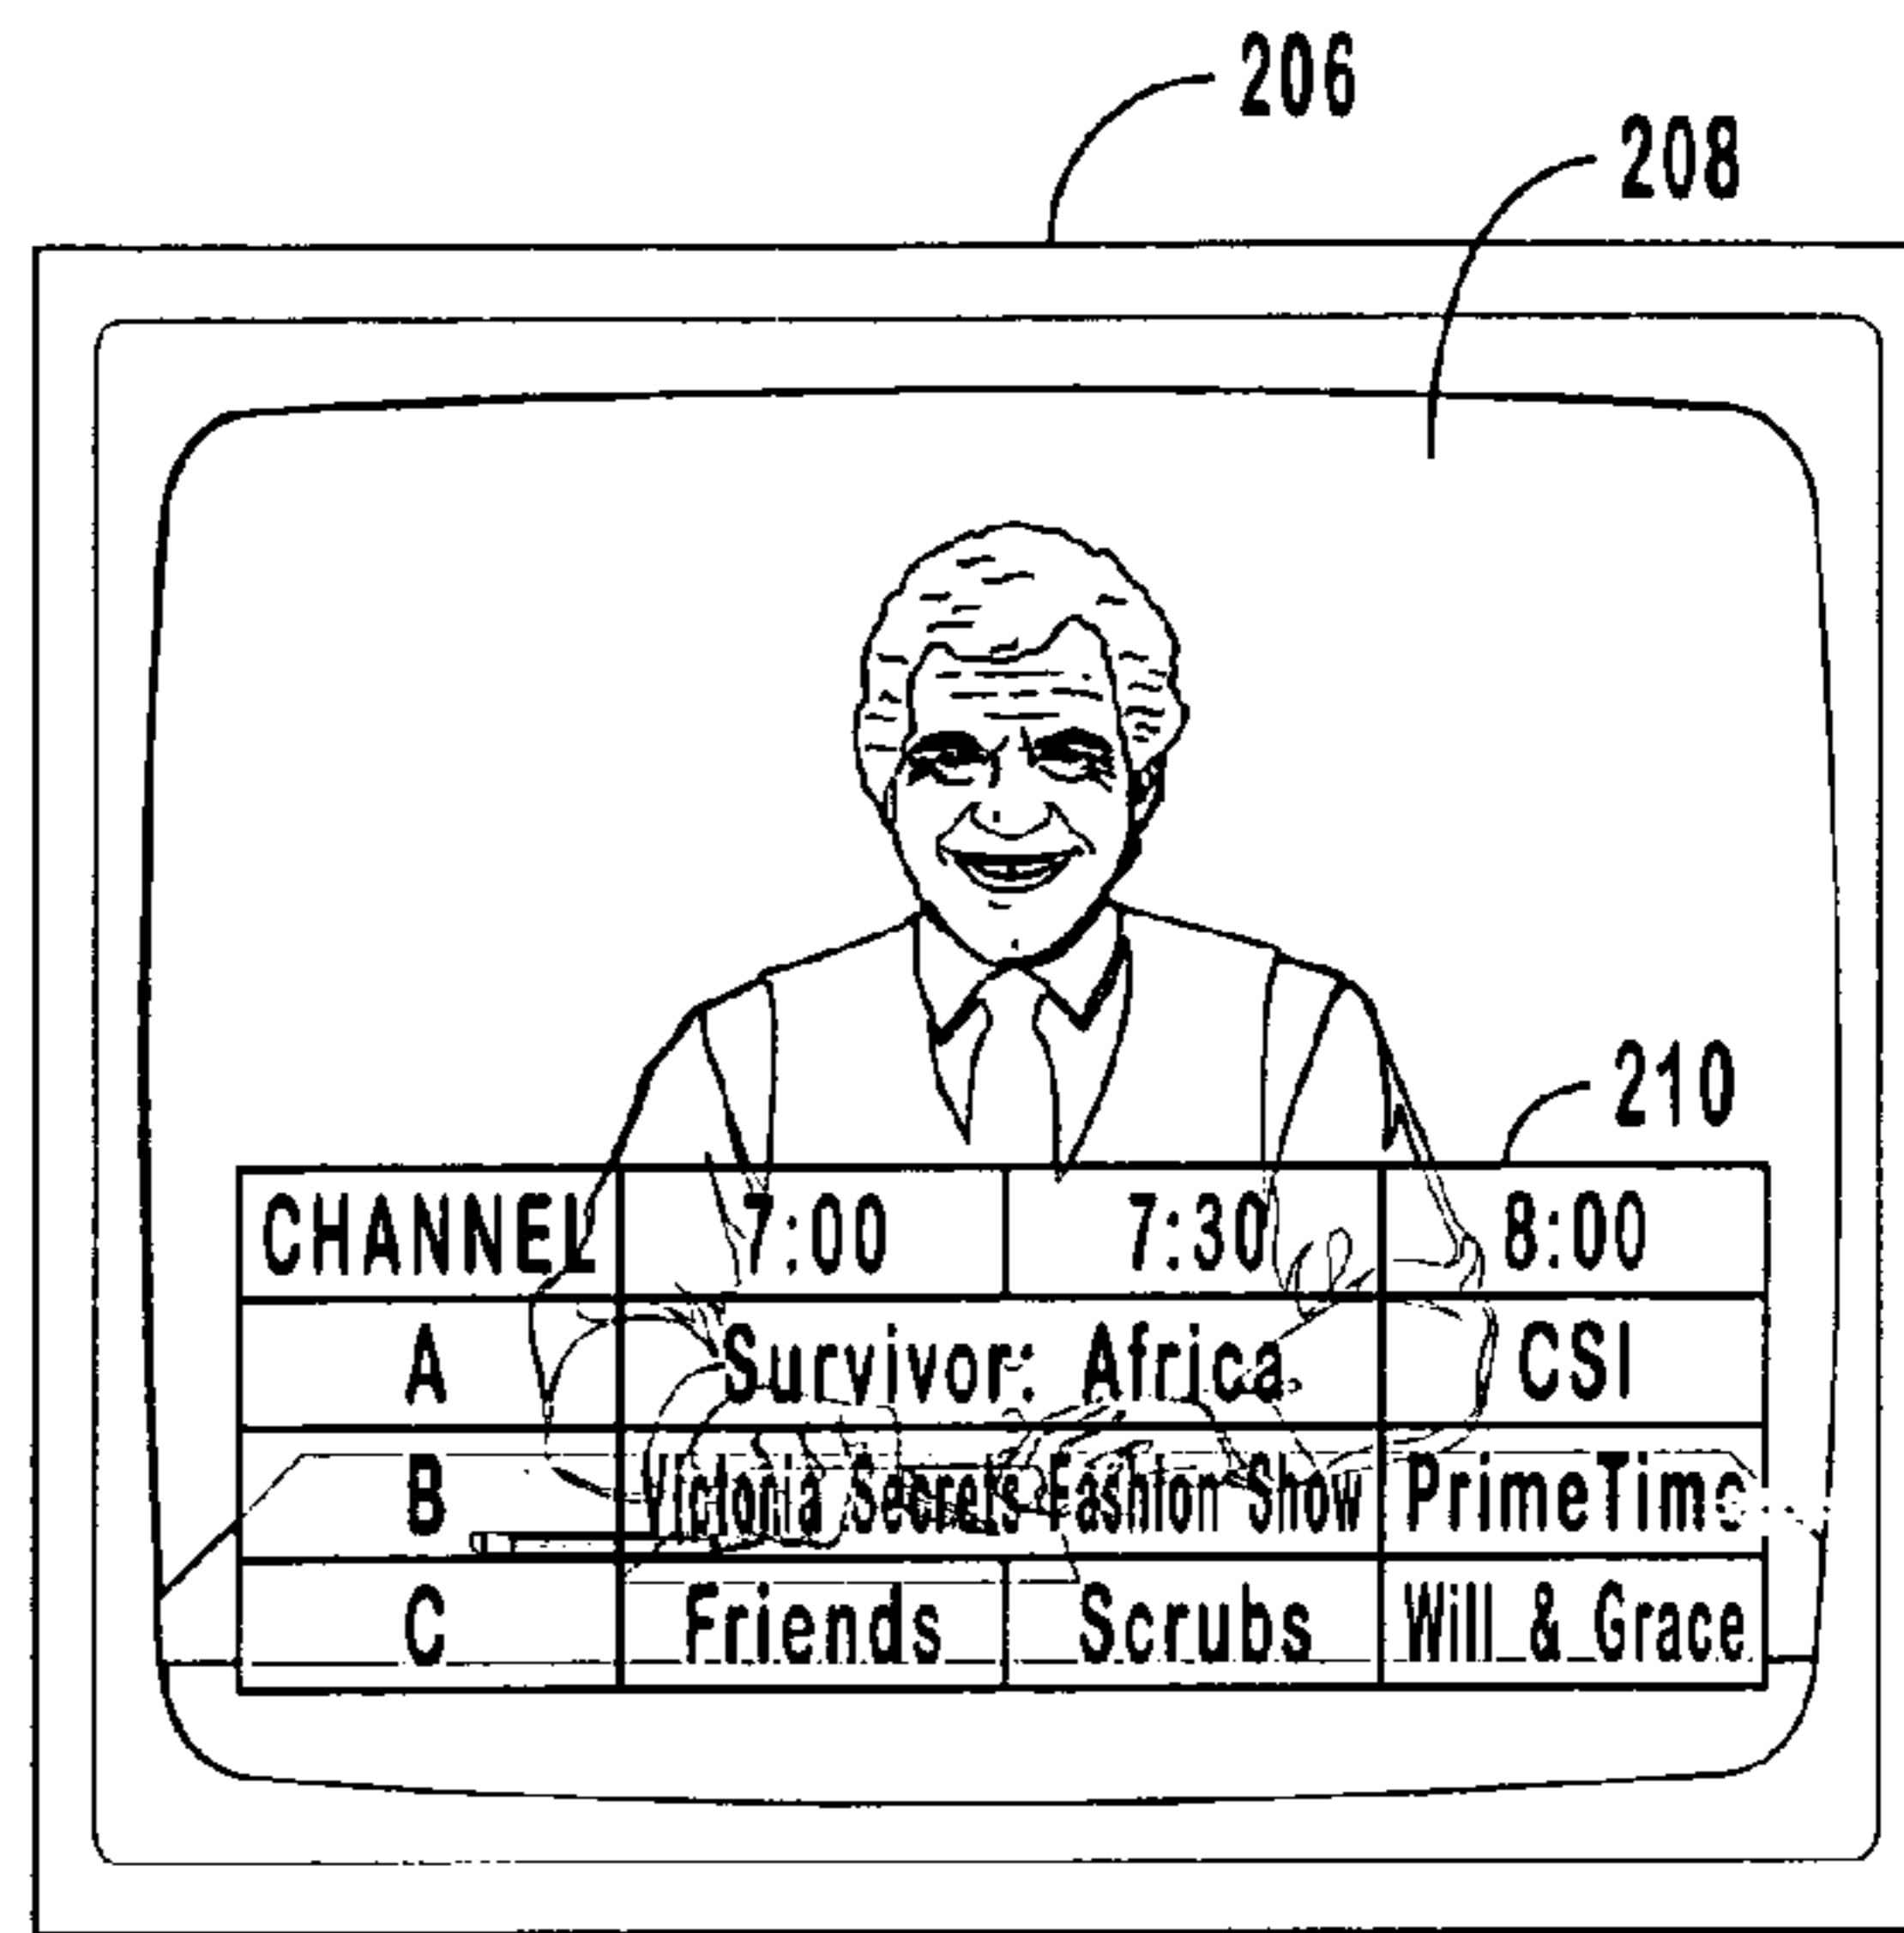 206
208
210
CHANNEL 7:00 7:30 8:00
A Survivor: Africa CSI
B Victoria Secrets Fashion Show PrimeTime
C Friends Scrubs Will & Grace